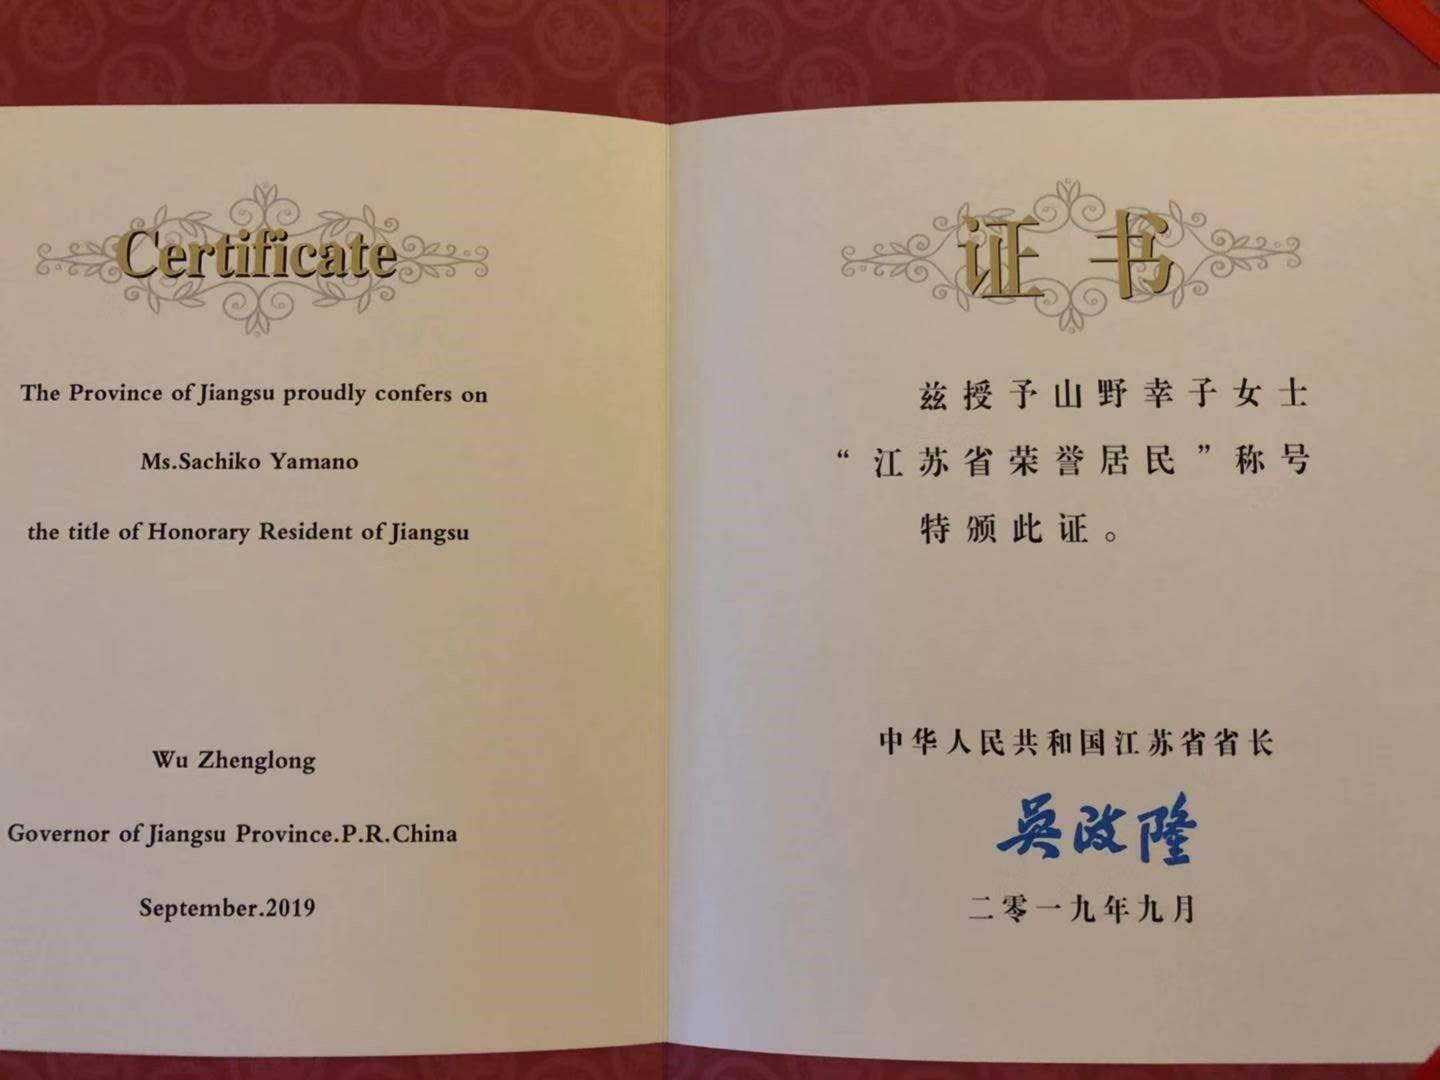 Certificate
The Province of Jiangsu proudly confers on
Ms.Sachiko Yamano
the title of Honorary Resident of Jiangsu
Wu Zhenglong
Governor of Jiangsu Province.P.R.China
September.2019
证书
兹授予山野幸子女士
“江苏省荣誉居民”称号
特颁此证。
中华人民共和国江苏省省长
吴政隆
二零一九年九月